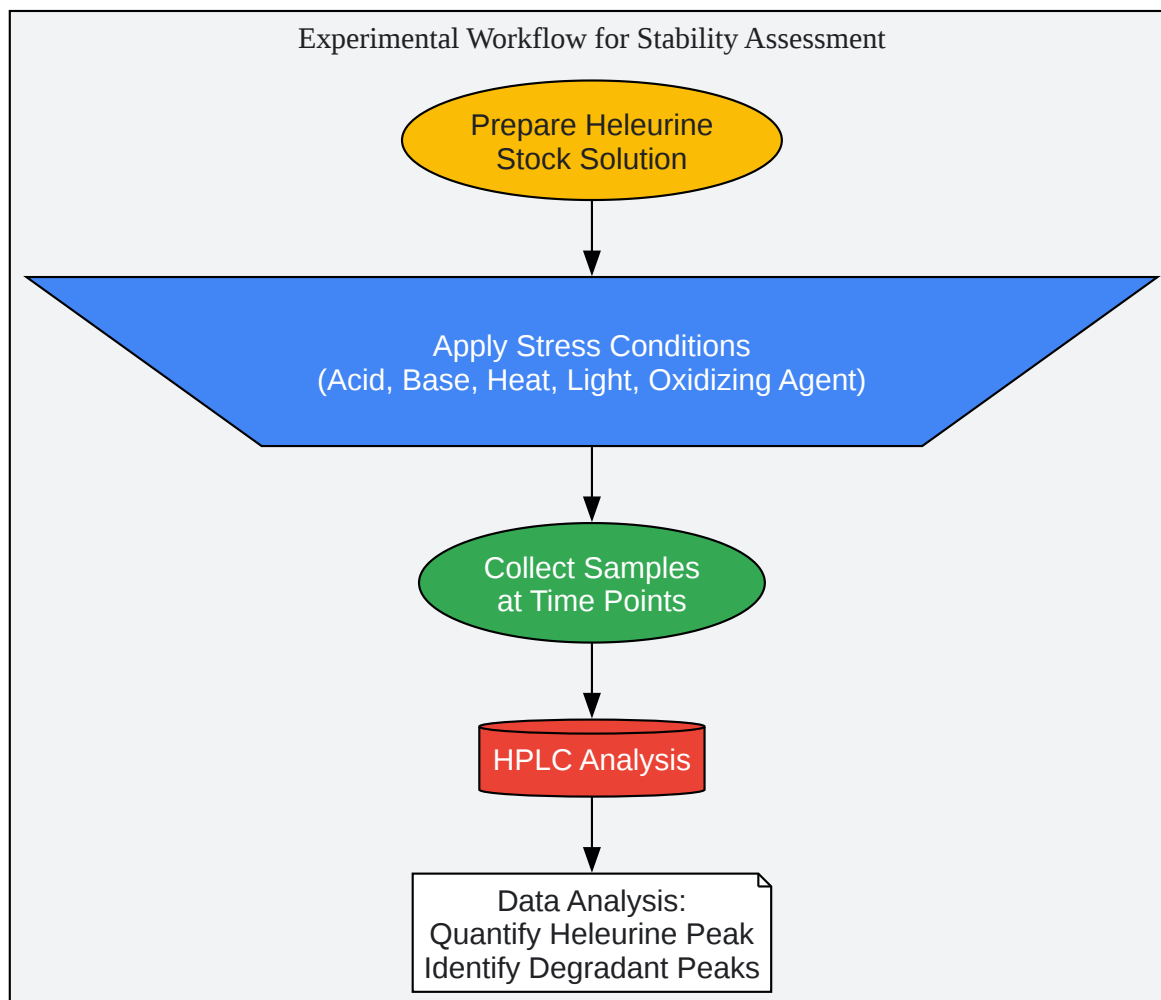 Experimental Workflow for Stability Assessment
Prepare Heleurine
Stock Solution
Apply Stress Conditions
(Acid, Base, Heat, Light, Oxidizing Agent)
Collect Samples
at Time Points
HPLC Analysis
Data Analysis:
Quantify Heleurine Peak
Identify Degradant Peaks